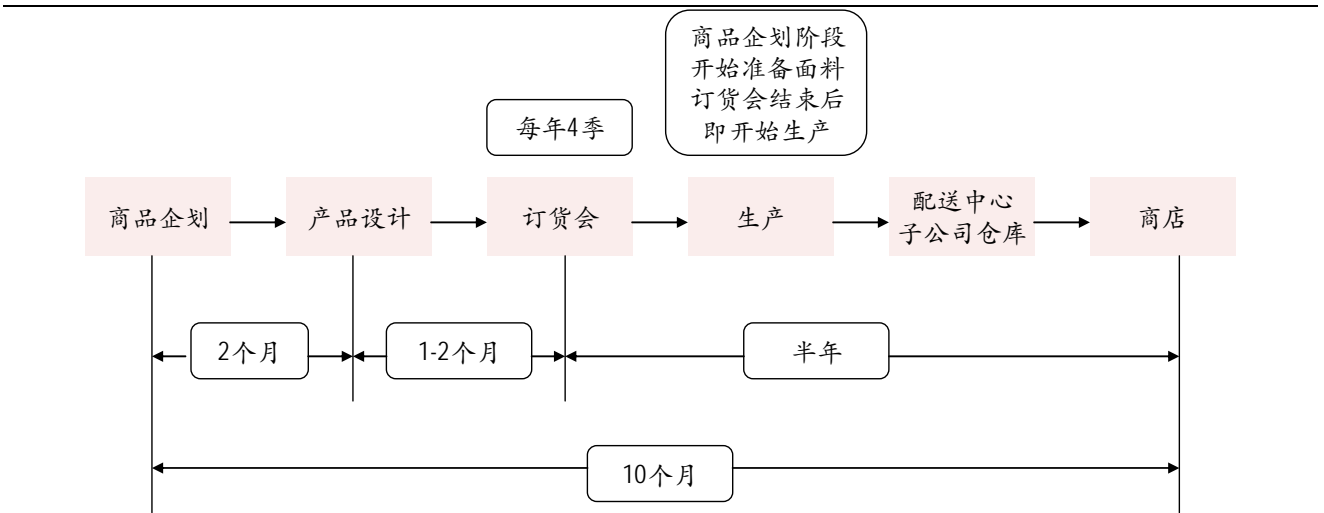 商品企划阶段
开始准备面料
订货会结束后
即开始生产
每年4季
商品企划
产品设计
订货会
生产
配送中心
子公司仓库
商店
2个月
1-2个月
半年
10个月